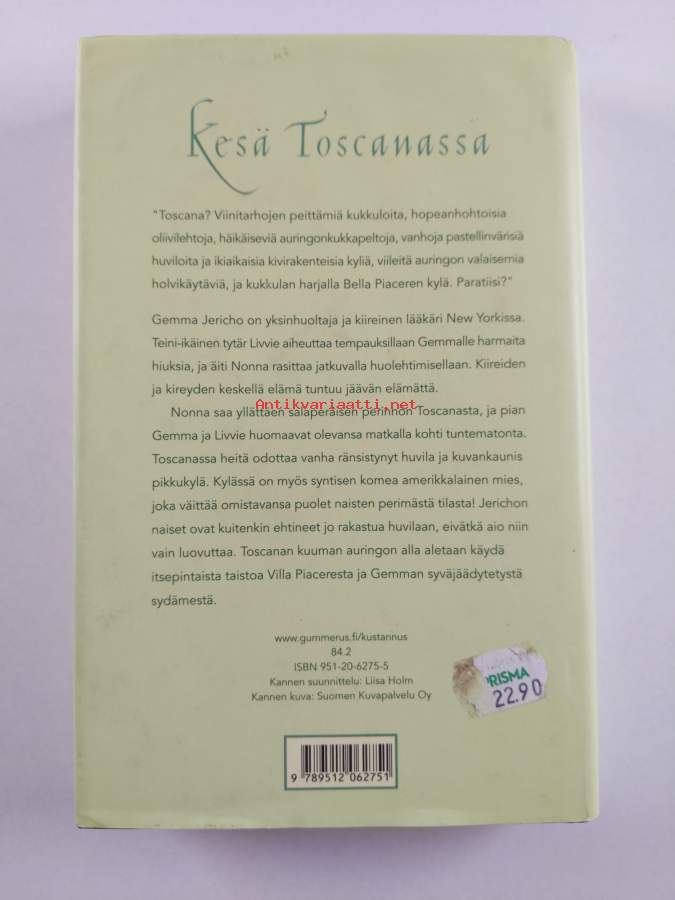 Kesä Toscanassa
"Toscana? Viinitarhojen peittämiä kukkuloita, hopeanhohtoisia
oliivilehtoja, häikäiseviä auringonkukkapeltoja, vanhoja pastellinvärisiä
huviloita ja ikiaikaisia kivirakenteisia kyliä, viileitä auringon valaisemia
holvikäytäviä, ja kukkulan harjalla Bella Piaceren kylä. Paratiisi?"
Gemma Jericho on yksinhuoltaja ja kiireinen lääkäri New Yorkissa.
Teini-ikäinen tytär Livvie aiheuttaa tempauksillaan Gemmalle harmaita
hiuksia, ja äiti Nonna rasittaa jatkuvalla huolehtimisellaan. Kiireiden
ja kireyden keskellä elämä tuntuu jäävän elämättä.
Antikvariaatti.net
Nonna saa yllättäen salaperäisen perinnön Toscanasta, ja pian
Gemma ja Livvie huomaavat olevansa matkalla kohti tuntematonta.
Toscanassa heitä odottaa vanha ränsistynyt huvila ja kuvankaunis
pikkukylä. Kylässä on myös syntisen komea amerikkalainen mies,
joka väittää omistavansa puolet naisten perimästä tilasta! Jerichon
naiset ovat kuitenkin ehtineet jo rakastua huvilaan, eivätkä aio niin
vain luovuttaa. Toscanan kuuman auringon alla aletaan käydä
itsepintaista taistoa Villa Piaceresta ja Gemman syväjäädytetystä
sydämestä.
www.gummerus.fi/kustannus
84.2
ISBN 951-20-6275-5
Kannen suunnittelu: Liisa Holm
Kannen kuva: Suomen Kuvapalvelu Oy
PRISMA
22.90
9 789512 062751